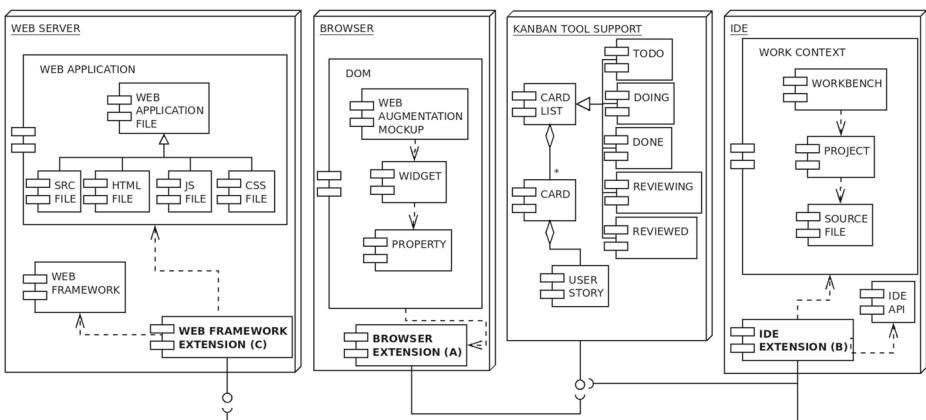 WEB SERVER
WEB APPLICATION
WEB
APPLICATION
FILE
SRC
FILE
HTML
FILE
JS
FILE
CSS
FILE
WEB
FRAMEWORK
WEB FRAMEWORK
EXTENSION (C)
BROWSER
DOM
WEB
AUGMENTATION
MOCKUP
WIDGET
PROPERTY
BROWSER
EXTENSION (A)
KANBAN TOOL SUPPORT
TODO
CARD
LIST
DOING
DONE
*
CARD
REVIEWING
REVIEWED
USER
STORY
IDE
WORK CONTEXT
WORKBENCH
PROJECT
SOURCE
FILE
IDE
API
IDE
EXTENSION (B)